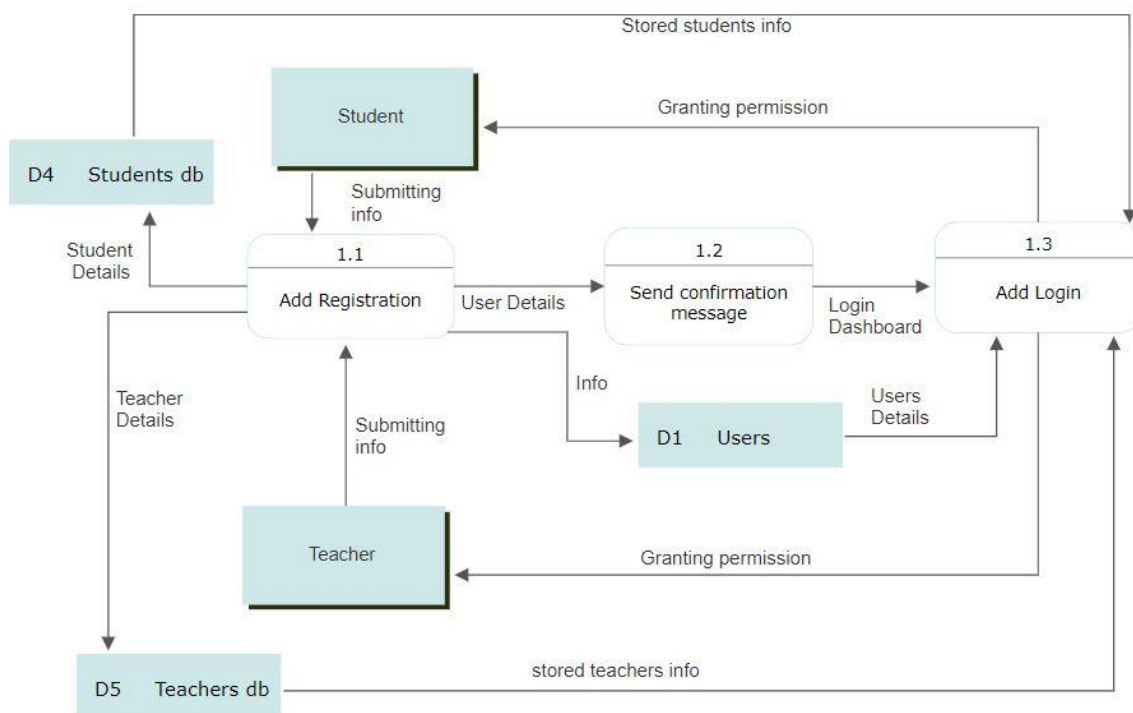 Stored students info
Student
Granting permission
D4 Students db
Submitting
info
Student
Details
1.1
Add Registration
User Details
1.2
Send confirmation
message
Login
Dashboard
1.3
Add Login
Teacher
Details
Submitting
info
Info
D1 Users
Users
Details
Teacher
Granting permission
D5 Teachers db
stored teachers info